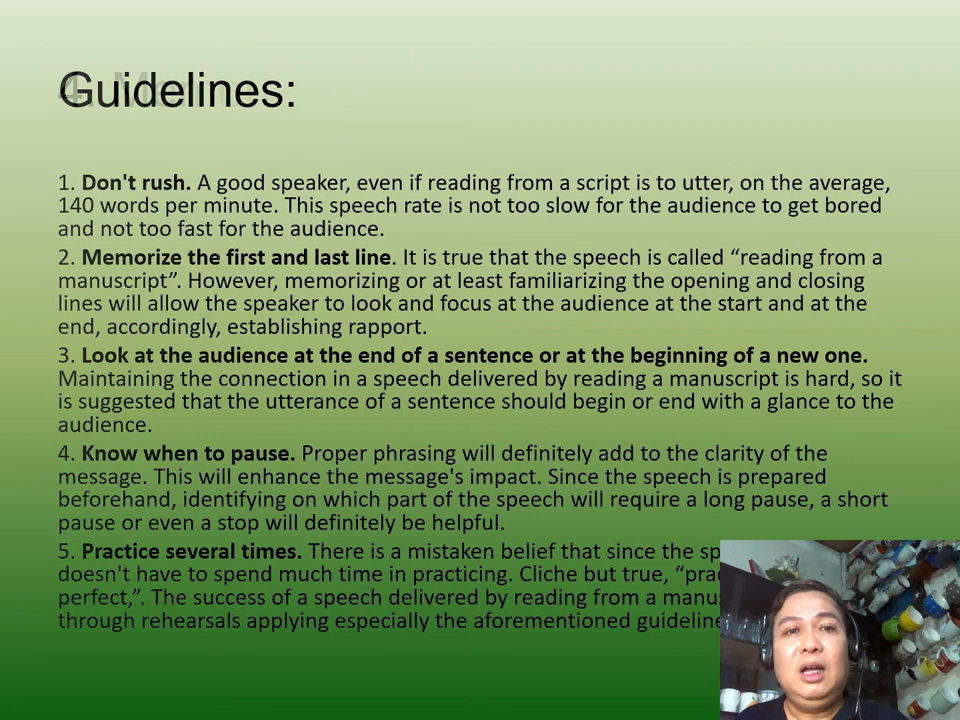 Guidelines:
1. Don't rush. A good speaker, even if reading from a script is to utter, on the average,
140 words per minute. This speech rate is not too slow for the audience to get bored
and not too fast for the audience.
2. Memorize the first and last line. It is true that the speech is called “reading from a
manuscript”. However, memorizing or at least familiarizing the opening and closing
lines will allow the speaker to look and focus at the audience at the start and at the
end, accordingly, establishing rapport.
3. Look at the audience at the end of a sentence or at the beginning of a new one.
Maintaining the connection in a speech delivered by reading a manuscript is hard, so it
is suggested that the utterance of a sentence should begin or end with a glance to the
audience.
4. Know when to pause. Proper phrasing will definitely add to the clarity of the
message. This will enhance the message's impact. Since the speech is prepared
beforehand, identifying on which part of the speech will require a long pause, a short
pause or even a stop will definitely be helpful.
5. Practice several times. There is a mistaken belief that since the sp
doesn't have to spend much time in practicing. Cliche but true, “prac
perfect,”. The success of a speech delivered by reading from a manus
through rehearsals applying especially the aforementioned guideline